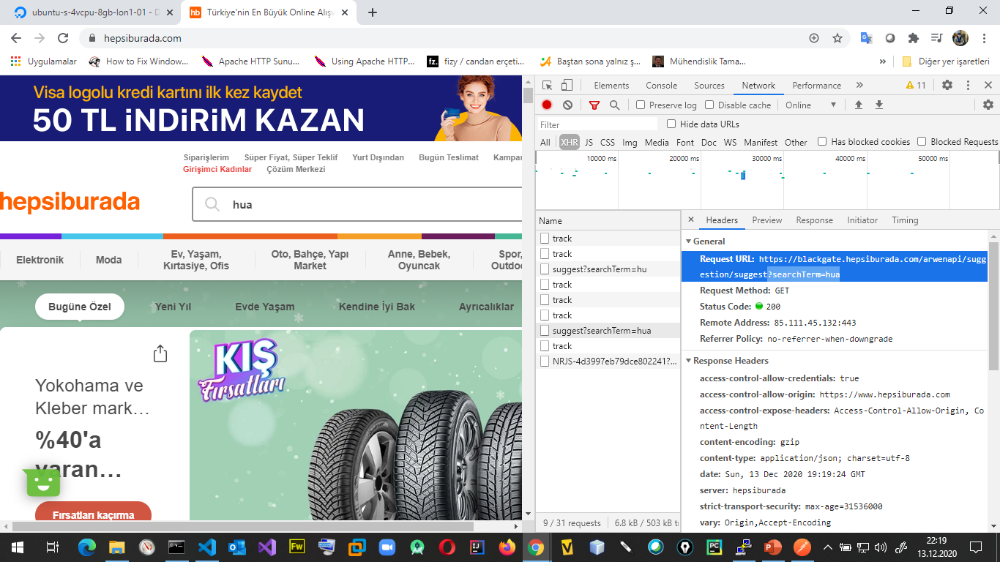 ubuntu-s-4vcpu-8gb-lon1-01 - D
hb Türkiye'nin En Büyük Online Alışv
hepsiburada.com
Uygulamalar
How to Fix Window...
Apache HTTP Sunu...
Using Apache HTTP...
fz. fizy / candan erçeti...
Baştan sona yalnız ş...
Mühendislik Tama...
»
Diğer yer işaretleri
Visa logolu kredi kartını ilk kez kaydet
50 TL İNDİRİM KAZAN
Siparişlerim Süper Fiyat, Süper Teklif Yurt Dışından Bugün Teslimat Kampan
Girişimci Kadınlar Çözüm Merkezi
hepsiburada
hua
Elektronik
Moda
Ev, Yaşam,
Kırtasiye, Ofis
Oto, Bahçe, Yapı
Market
Anne, Bebek,
Oyuncak
Spor,
Outdoo
Bugüne Özel Yeni Yıl Evde Yaşam Kendine İyi Bak Ayrıcalıklar
KIŞ
Fırsatları
Yokohama ve
Kleber mark...
%40'a
varan...
Fırsatları kaçırma
Elements Console Sources Network Performance » 11
Preserve log Disable cache Online
Filter
Hide data URLs
All XHR JS CSS Img Media Font Doc WS Manifest Other Has blocked cookies Blocked Requests
10000 ms 20000 ms 30000 ms 40000 ms 50000 ms
Name
track
track
suggest?searchTerm=hu
track
track
track
suggest?searchTerm=hua
track
NRJS-4d3997eb79dce802241?...
9 / 31 requests 6.8 kB / 503 kB t
Headers Preview Response Initiator Timing
General
Request URL: https://blackgate.hepsiburada.com/arwenapi/sugg
estion/suggest?searchTerm=hua
Request Method: GET
Status Code: 200
Remote Address: 85.111.45.132:443
Referrer Policy: no-referrer-when-downgrade
Response Headers
access-control-allow-credentials: true
access-control-allow-origin: https://www.hepsiburada.com
access-control-expose-headers: Access-Control-Allow-Origin, Co
ntent-Length
content-encoding: gzip
content-type: application/json; charset=utf-8
date: Sun, 13 Dec 2020 19:19:24 GMT
server: hepsiburada
strict-transport-security: max-age=31536000
vary: Origin,Accept-Encoding
22:19
13.12.2020